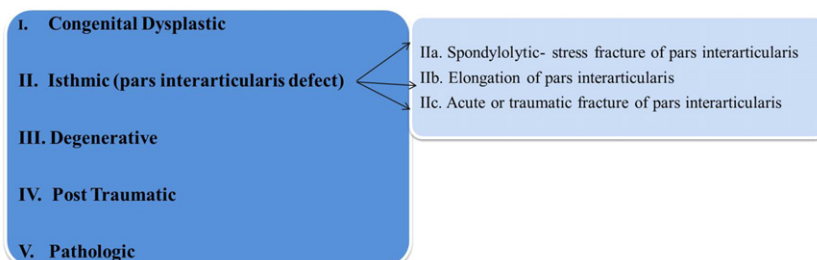 I. Congenital Dysplastic
II. Isthmic (pars interarticularis defect)
IIa. Spondylolytic- stress fracture of pars interarticularis
IIb. Elongation of pars interarticularis
IIc. Acute or traumatic fracture of pars interarticularis
III. Degenerative
IV. Post Traumatic
V. Pathologic